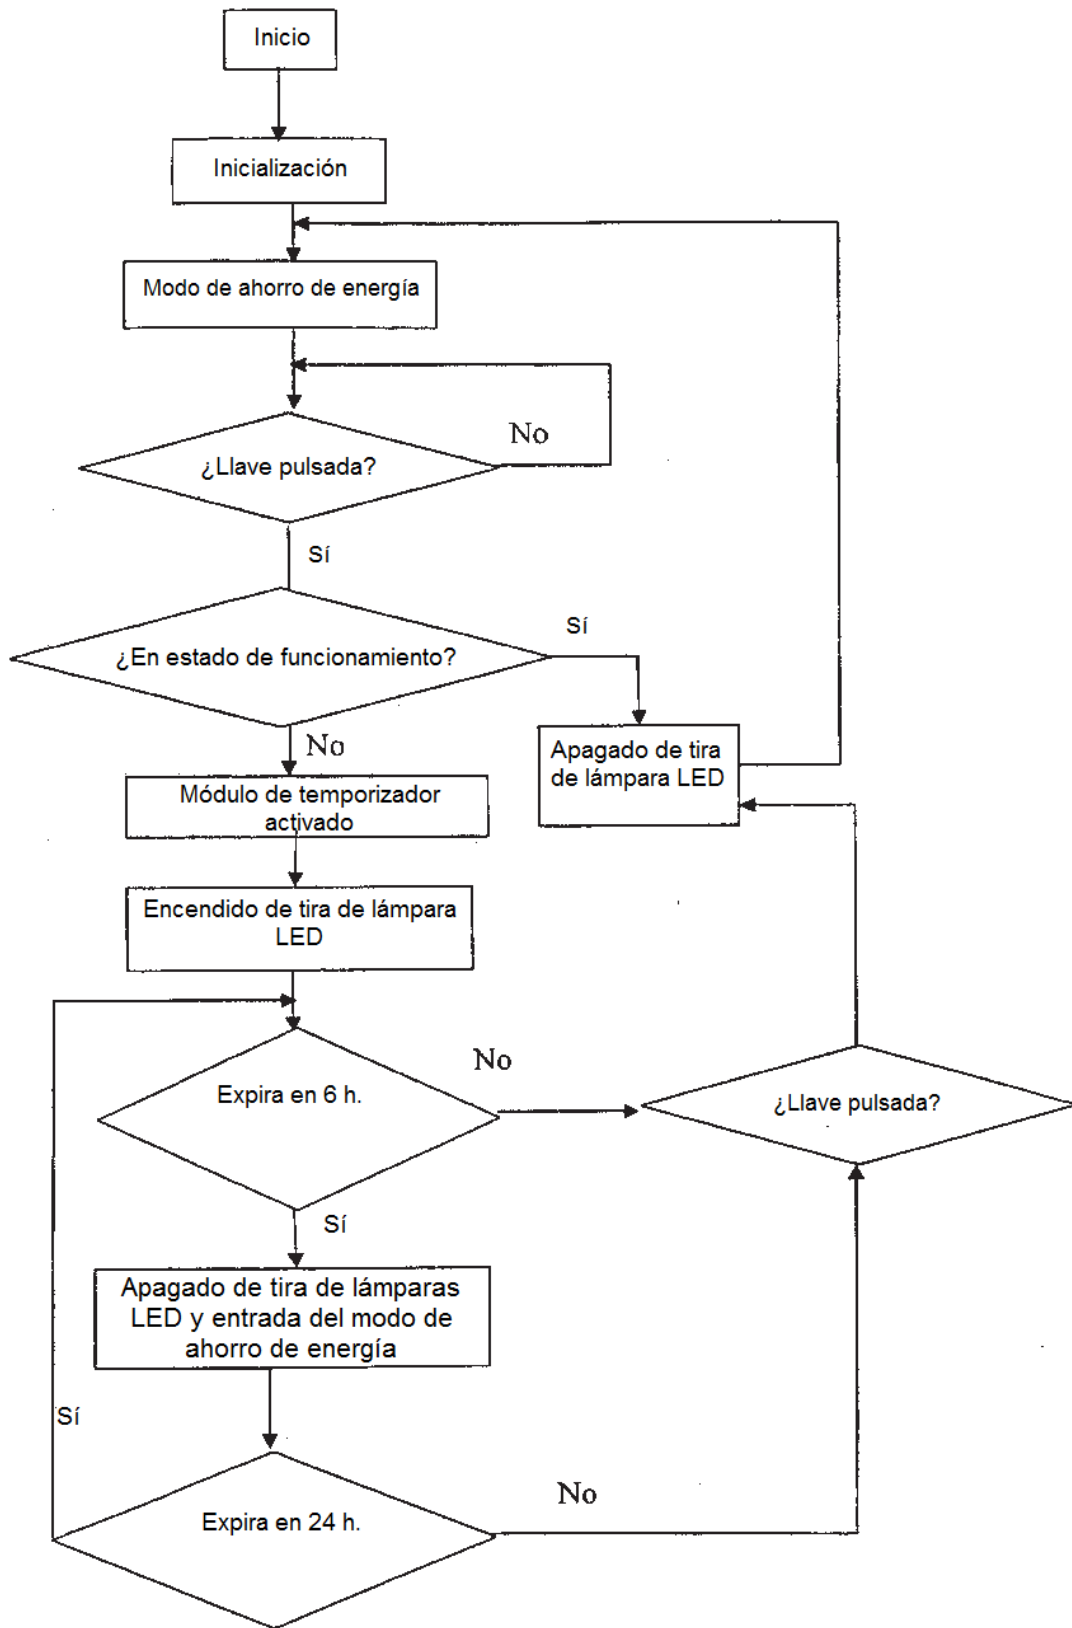 Inicio
Inicialización
Modo de ahorro de energía
No
¿Llave pulsada?
Sí
Sí
¿En estado de funcionamiento?
No
Apagado de tira
de lámpara LED
Módulo de temporizador
activado
Encendido de tira de lámpara
LED
No
Expira en 6 h.
¿Llave pulsada?
Sí
Apagado de tira de lámparas
LED y entrada del modo de
ahorro de energía
Sí
No
Expira en 24 h.